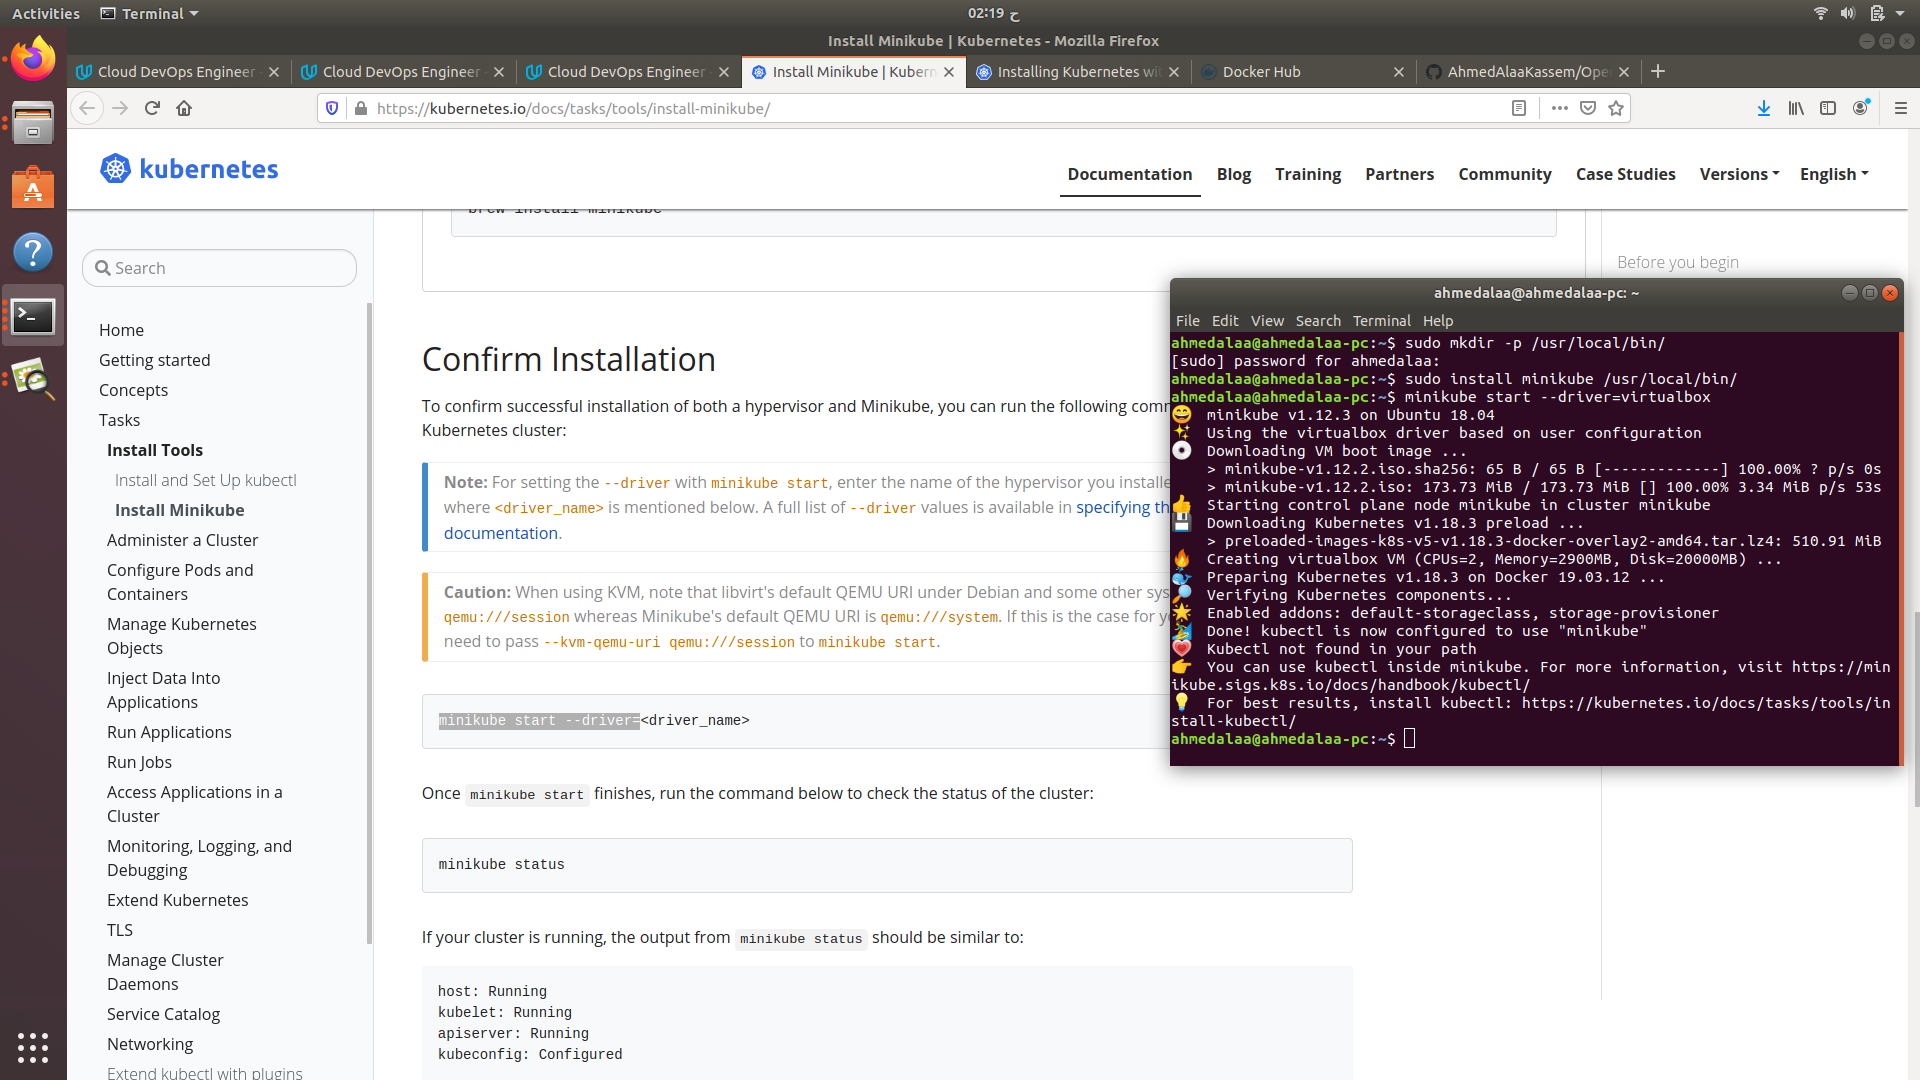 Activities
Terminal
02:19 ح
Install Minikube | Kubernetes - Mozilla Firefox
Cloud DevOps Engineer
Cloud DevOps Engineer
Cloud DevOps Engineer
Install Minikube | Kubern
Installing Kubernetes wi
Docker Hub
AhmedAlaaKassem/Ope
https://kubernetes.io/docs/tasks/tools/install-minikube/
kubernetes
Documentation
Blog
Training
Partners
Community
Case Studies
Versions
English
Search
Home
Getting started
Concepts
Tasks
Install Tools
Install and Set Up kubectl
Install Minikube
Administer a Cluster
Configure Pods and
Containers
Manage Kubernetes
Objects
Inject Data Into
Applications
Run Applications
Run Jobs
Access Applications in a
Cluster
Monitoring, Logging, and
Debugging
Extend Kubernetes
TLS
Manage Cluster
Daemons
Service Catalog
Networking
Extend kubectl with plugins
brew install minikube
Confirm Installation
To confirm successful installation of both a hypervisor and Minikube, you can run the following com
Kubernetes cluster:
Note: For setting the --driver with minikube start, enter the name of the hypervisor you installe
where <driver_name> is mentioned below. A full list of --driver values is available in specifying th
documentation.
Caution: When using KVM, note that libvirt's default QEMU URI under Debian and some other sys
qemu:///session whereas Minikube's default QEMU URI is qemu:///system. If this is the case for y
need to pass --kvm-qemu-uri qemu:///session to minikube start.
minikube start --driver=<driver_name>
Once minikube start finishes, run the command below to check the status of the cluster:
minikube status
If your cluster is running, the output from minikube status should be similar to:
host: Running
kubelet: Running
apiserver: Running
kubeconfig: Configured
Before you begin
ahmedalaa@ahmedalaa-pc: ~
File Edit View Search Terminal Help
ahmedalaa@ahmedalaa-pc:~$ sudo mkdir -p /usr/local/bin/
[sudo] password for ahmedalaa:
ahmedalaa@ahmedalaa-pc:~$ sudo install minikube /usr/local/bin/
ahmedalaa@ahmedalaa-pc:~$ minikube start --driver=virtualbox
😄 minikube v1.12.3 on Ubuntu 18.04
✨ Using the virtualbox driver based on user configuration
💿 Downloading VM boot image ...
> minikube-v1.12.2.iso.sha256: 65 B / 65 B [-------------] 100.00% ? p/s 0s
> minikube-v1.12.2.iso: 173.73 MiB / 173.73 MiB [] 100.00% 3.34 MiB p/s 53s
👍 Starting control plane node minikube in cluster minikube
💾 Downloading Kubernetes v1.18.3 preload ...
> preloaded-images-k8s-v5-v1.18.3-docker-overlay2-amd64.tar.lz4: 510.91 MiB
🔥 Creating virtualbox VM (CPUs=2, Memory=2900MB, Disk=20000MB) ...
🐳 Preparing Kubernetes v1.18.3 on Docker 19.03.12 ...
🔎 Verifying Kubernetes components...
🌟 Enabled addons: default-storageclass, storage-provisioner
🏄 Done! kubectl is now configured to use "minikube"
💗 Kubectl not found in your path
👉 You can use kubectl inside minikube. For more information, visit https://min
ikube.sigs.k8s.io/docs/handbook/kubectl/
💡 For best results, install kubectl: https://kubernetes.io/docs/tasks/tools/in
stall-kubectl/
ahmedalaa@ahmedalaa-pc:~$